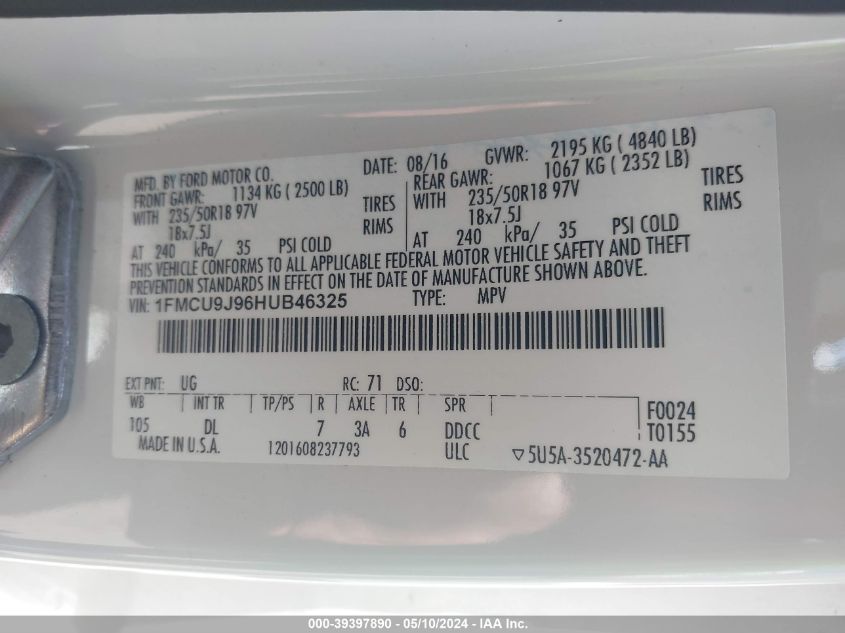 MFD. BY FORD MOTOR CO. DATE: 08/16 GVWR: 2195 KG ( 4840 LB)
FRONT GAWR: 1134 KG ( 2500 LB) REAR GAWR: 1067 KG ( 2352 LB)
WITH 235/50R18 97V TIRES WITH 235/50R18 97V TIRES
18x7.5J RIMS 18x7.5J RIMS
AT 240 kPa/ 35 PSI COLD AT 240 kPa/ 35 PSI COLD
THIS VEHICLE CONFORMS TO ALL APPLICABLE FEDERAL MOTOR VEHICLE SAFETY AND THEFT
PREVENTION STANDARDS IN EFFECT ON THE DATE OF MANUFACTURE SHOWN ABOVE.
VIN: 1FMCU9J96HUB46325 TYPE: MPV
EXT PNT: UG RC: 71 DSO:
WB INT TR TP/PS R AXLE TR SPR F0024
105 DL 7 3A 6 DDCC T0155
MADE IN U.S.A. 1201608237793 ULC ▽5U5A-3520472-AA
000-39397890 - 05/10/2024 - IAA Inc.